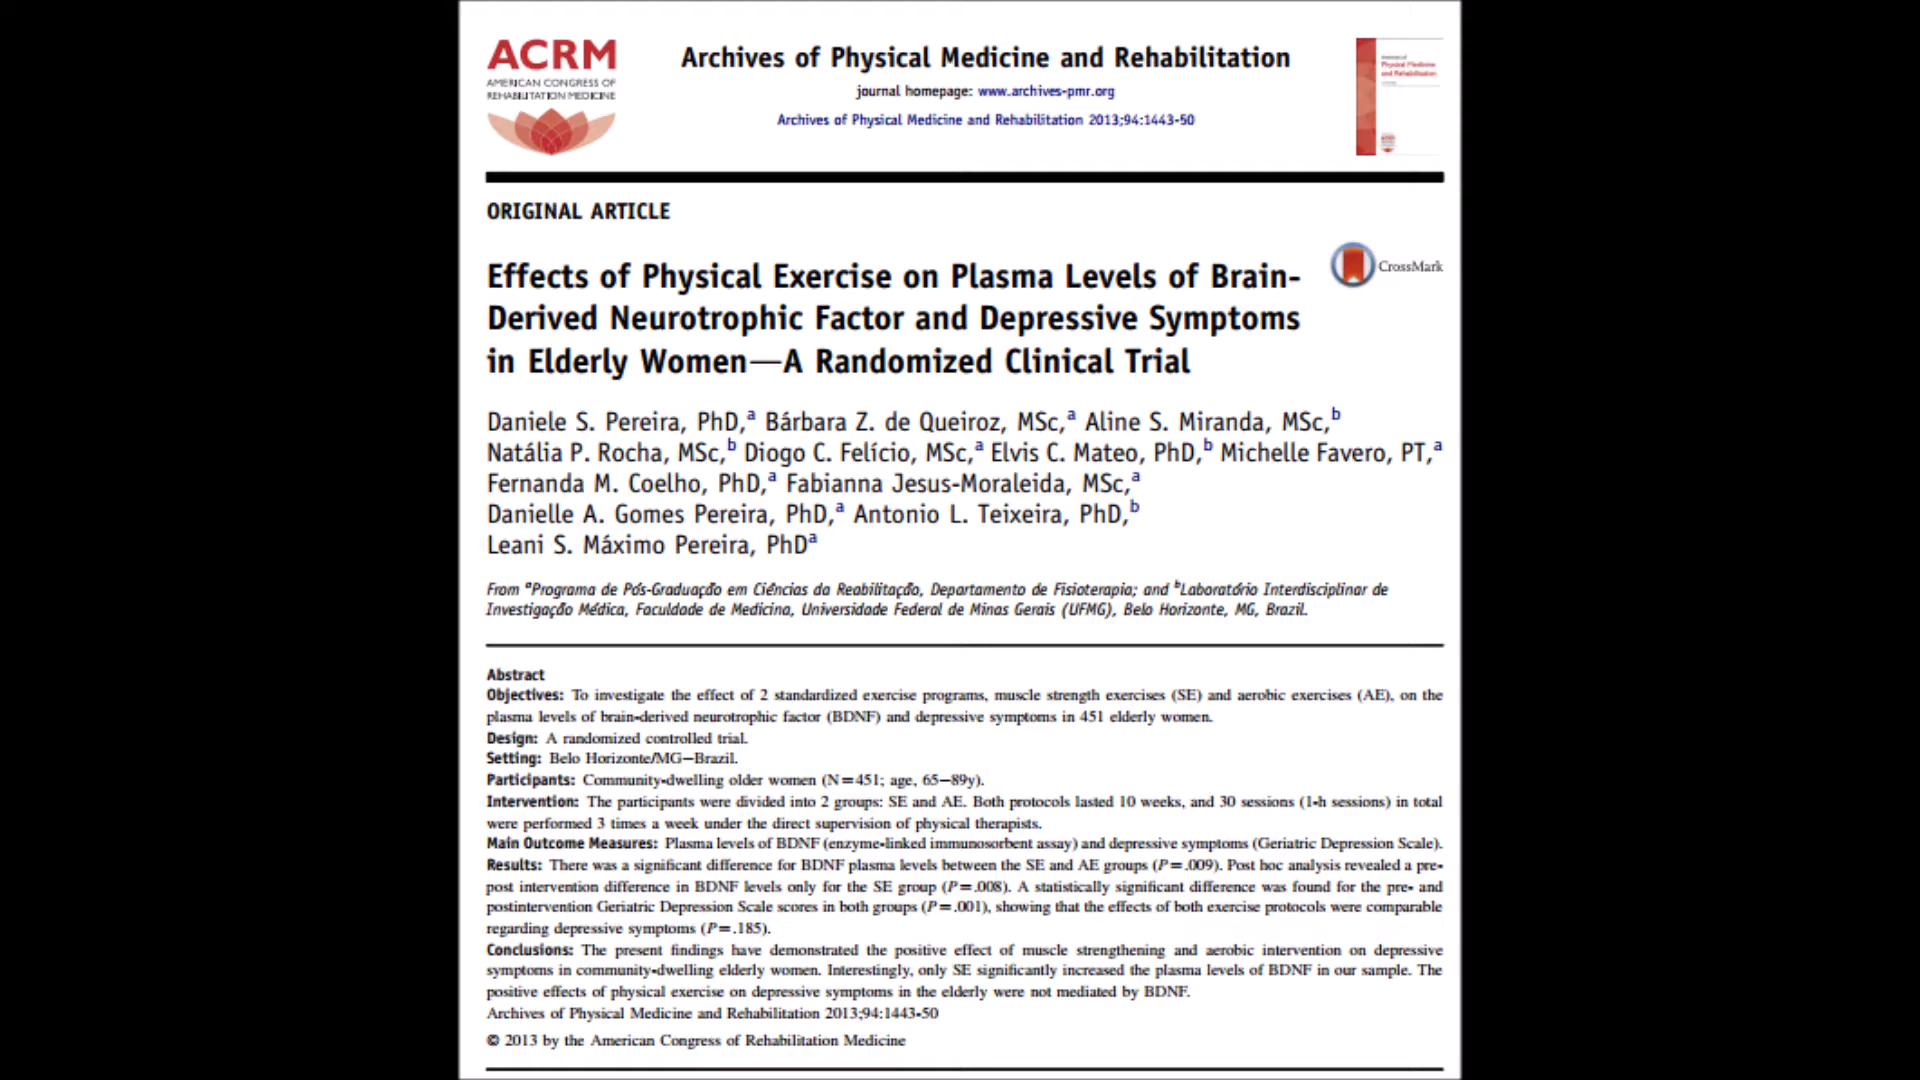 ACRM
AMERICAN CONGRESS OF
REHABILITATION MEDICINE
Archives of Physical Medicine and Rehabilitation
journal homepage: www.archives-pmr.org
Archives of Physical Medicine and Rehabilitation 2013;94:1443-50
Physical Medicine
and Rehabilitation
ORIGINAL ARTICLE
Effects of Physical Exercise on Plasma Levels of Brain-
Derived Neurotrophic Factor and Depressive Symptoms
in Elderly Women—A Randomized Clinical Trial
CrossMark
Daniele S. Pereira, PhD,a Bárbara Z. de Queiroz, MSc,a Aline S. Miranda, MSc,b
Natália P. Rocha, MSc,b Diogo C. Felício, MSc,a Elvis C. Mateo, PhD,b Michelle Favero, PT,a
Fernanda M. Coelho, PhD,a Fabianna Jesus-Moraleida, MSc,a
Danielle A. Gomes Pereira, PhD,a Antonio L. Teixeira, PhD,b
Leani S. Máximo Pereira, PhDa
From aPrograma de Pós-Graduação em Ciências da Reabilitação, Departamento de Fisioterapia; and bLaboratório Interdisciplinar de
Investigação Médica, Faculdade de Medicina, Universidade Federal de Minas Gerais (UFMG), Belo Horizonte, MG, Brazil.
Abstract
Objectives: To investigate the effect of 2 standardized exercise programs, muscle strength exercises (SE) and aerobic exercises (AE), on the
plasma levels of brain-derived neurotrophic factor (BDNF) and depressive symptoms in 451 elderly women.
Design: A randomized controlled trial.
Setting: Belo Horizonte/MG—Brazil.
Participants: Community-dwelling older women (N=451; age, 65—89y).
Intervention: The participants were divided into 2 groups: SE and AE. Both protocols lasted 10 weeks, and 30 sessions (1-h sessions) in total
were performed 3 times a week under the direct supervision of physical therapists.
Main Outcome Measures: Plasma levels of BDNF (enzyme-linked immunosorbent assay) and depressive symptoms (Geriatric Depression Scale).
Results: There was a significant difference for BDNF plasma levels between the SE and AE groups (P=.009). Post hoc analysis revealed a pre-
post intervention difference in BDNF levels only for the SE group (P=.008). A statistically significant difference was found for the pre- and
postintervention Geriatric Depression Scale scores in both groups (P=.001), showing that the effects of both exercise protocols were comparable
regarding depressive symptoms (P=.185).
Conclusions: The present findings have demonstrated the positive effect of muscle strengthening and aerobic intervention on depressive
symptoms in community-dwelling elderly women. Interestingly, only SE significantly increased the plasma levels of BDNF in our sample. The
positive effects of physical exercise on depressive symptoms in the elderly were not mediated by BDNF.
Archives of Physical Medicine and Rehabilitation 2013;94:1443-50
© 2013 by the American Congress of Rehabilitation Medicine